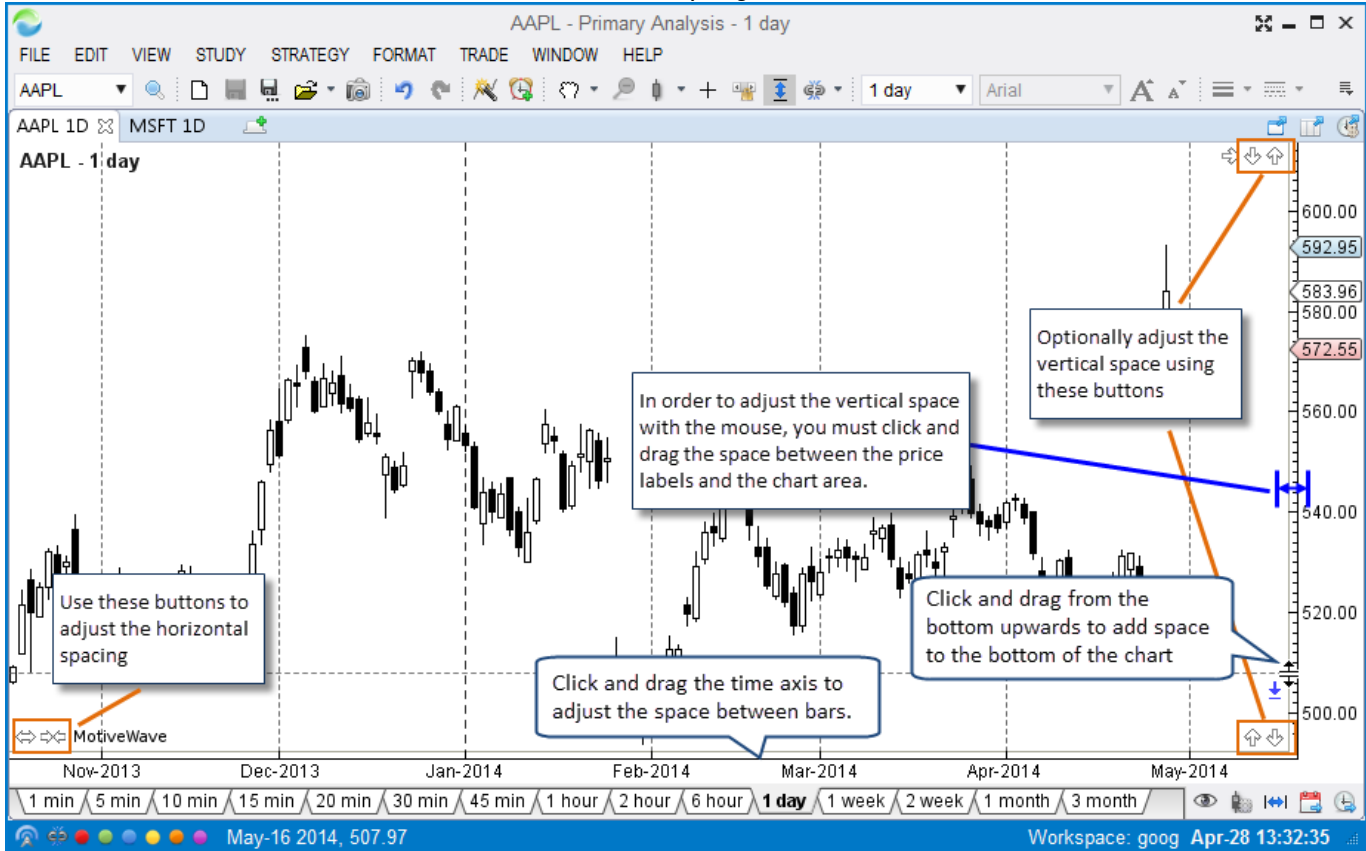 AAPL - Primary Analysis - 1 day
FILE EDIT VIEW STUDY STRATEGY FORMAT TRADE WINDOW HELP
AAPL 1 day Arial
AAPL 1D MSFT 1D
AAPL - 1 day
600.00
592.95
583.96
580.00
572.55
560.00
540.00
520.00
500.00
Optionally adjust the
vertical space using
these buttons
In order to adjust the vertical space
with the mouse, you must click and
drag the space between the price
labels and the chart area.
Use these buttons to
adjust the horizontal
spacing
Click and drag from the
bottom upwards to add space
to the bottom of the chart
Click and drag the time axis to
adjust the space between bars.
MotiveWave
Nov-2013 Dec-2013 Jan-2014 Feb-2014 Mar-2014 Apr-2014 May-2014
1 min 5 min 10 min 15 min 20 min 30 min 45 min 1 hour 2 hour 6 hour 1 day 1 week 2 week 1 month 3 month
May-16 2014, 507.97 Workspace: goog Apr-28 13:32:35